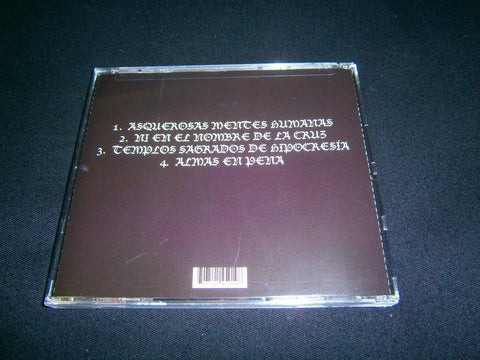 1. ASQUEROSAS MENTES HUMANAS
2. NI EN EL NOMBRE DE LA CRUZ
3. TEMPLOS SAGRADOS DE HIPOCRESÍA
4. ALMAS EN PENA